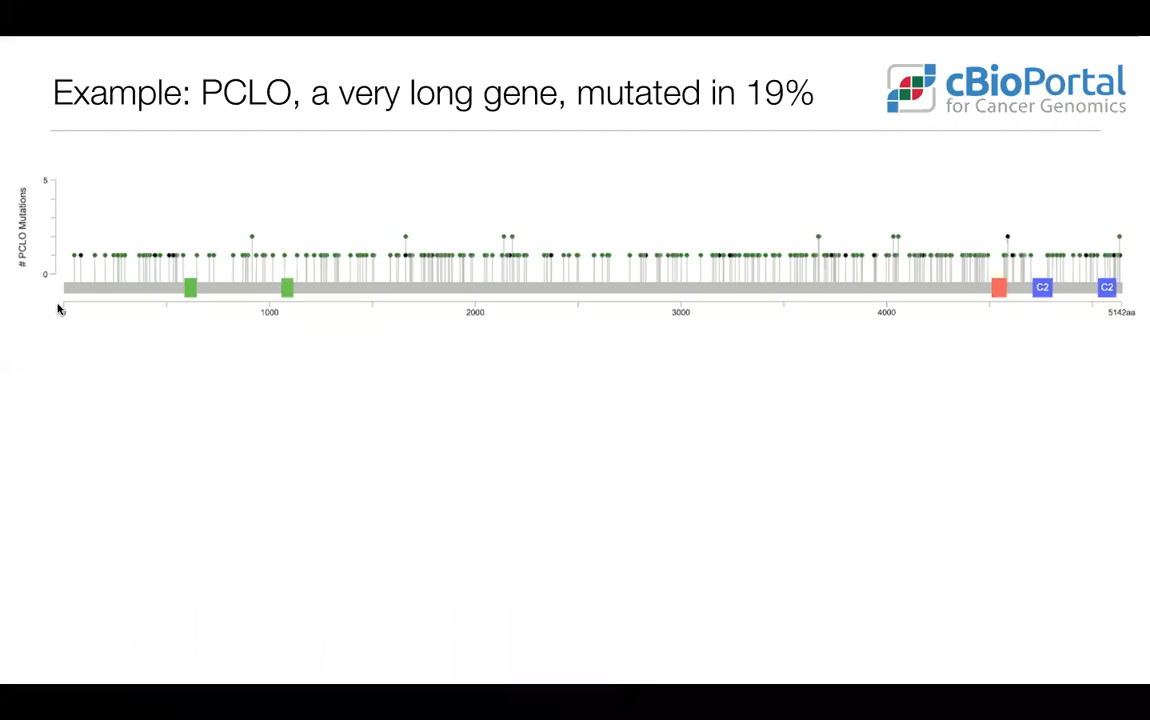 Example: PCLO, a very long gene, mutated in 19%
cBioPortal
for Cancer Genomics
# PCLO Mutations
5
0
C2
C2
1000
2000
3000
4000
5142aa